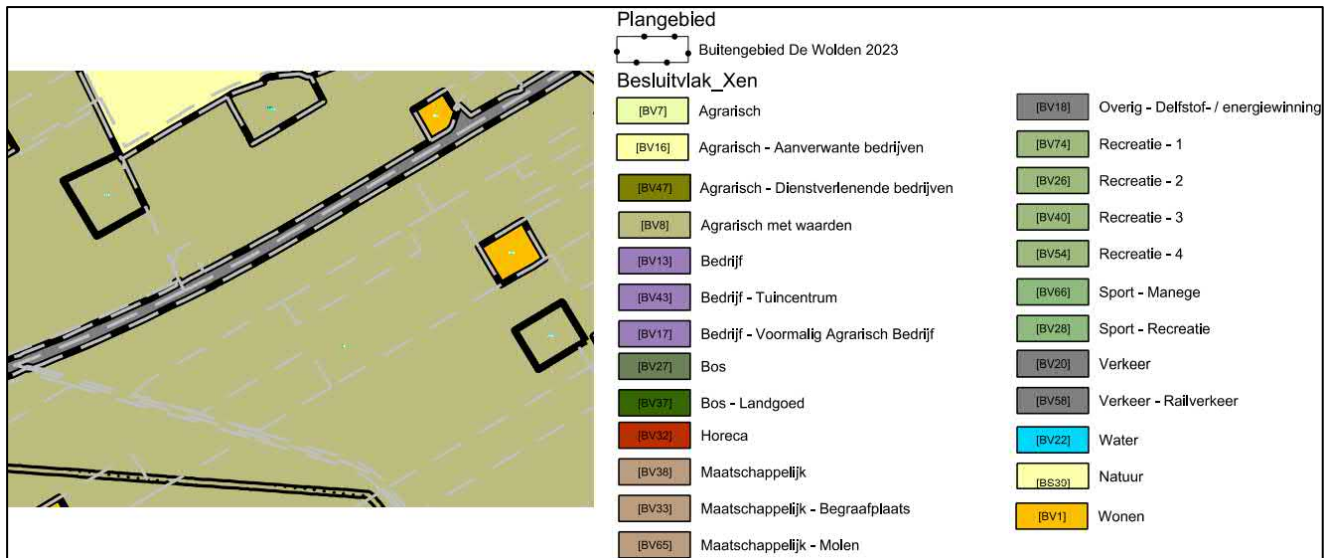 Plangebied
Buitengebied De Wolden 2023
Besluitvlak_Xen
[BV7] Agrarisch
[BV16] Agrarisch - Aanverwante bedrijven
[BV47] Agrarisch - Dienstverlenende bedrijven
[BV8] Agrarisch met waarden
[BV13] Bedrijf
[BV43] Bedrijf - Tuincentrum
[BV17] Bedrijf - Voormalig Agrarisch Bedrijf
[BV27] Bos
[BV37] Bos - Landgoed
[BV32] Horeca
[BV38] Maatschappelijk
[BV33] Maatschappelijk - Begraafplaats
[BV65] Maatschappelijk - Molen
[BV18] Overig - Delfstof- / energiewinning
[BV74] Recreatie - 1
[BV26] Recreatie - 2
[BV40] Recreatie - 3
[BV54] Recreatie - 4
[BV66] Sport - Manege
[BV28] Sport - Recreatie
[BV20] Verkeer
[BV58] Verkeer - Railverkeer
[BV22] Water
[BS39] Natuur
[BV1] Wonen